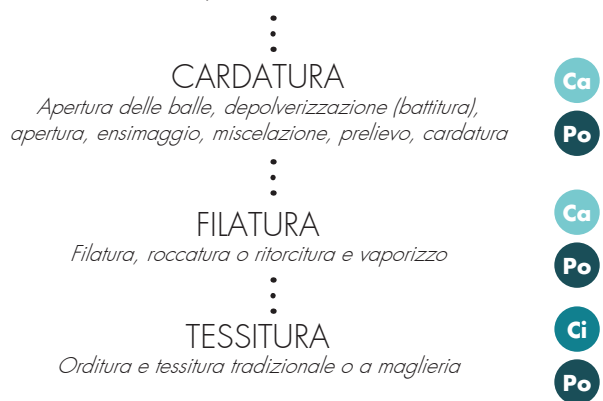 CARDATURA
Apertura delle balle, depolverizzazione (battitura),
apertura, ensimaggio, miscelazione, prelievo, cardatura
Ca
Po
FILATURA
Filatura, roccatura o ritorcitura e vaporizzo
Ca
Po
TESSITURA
Orditura e tessitura tradizionale o a maglieria
Ci
Po